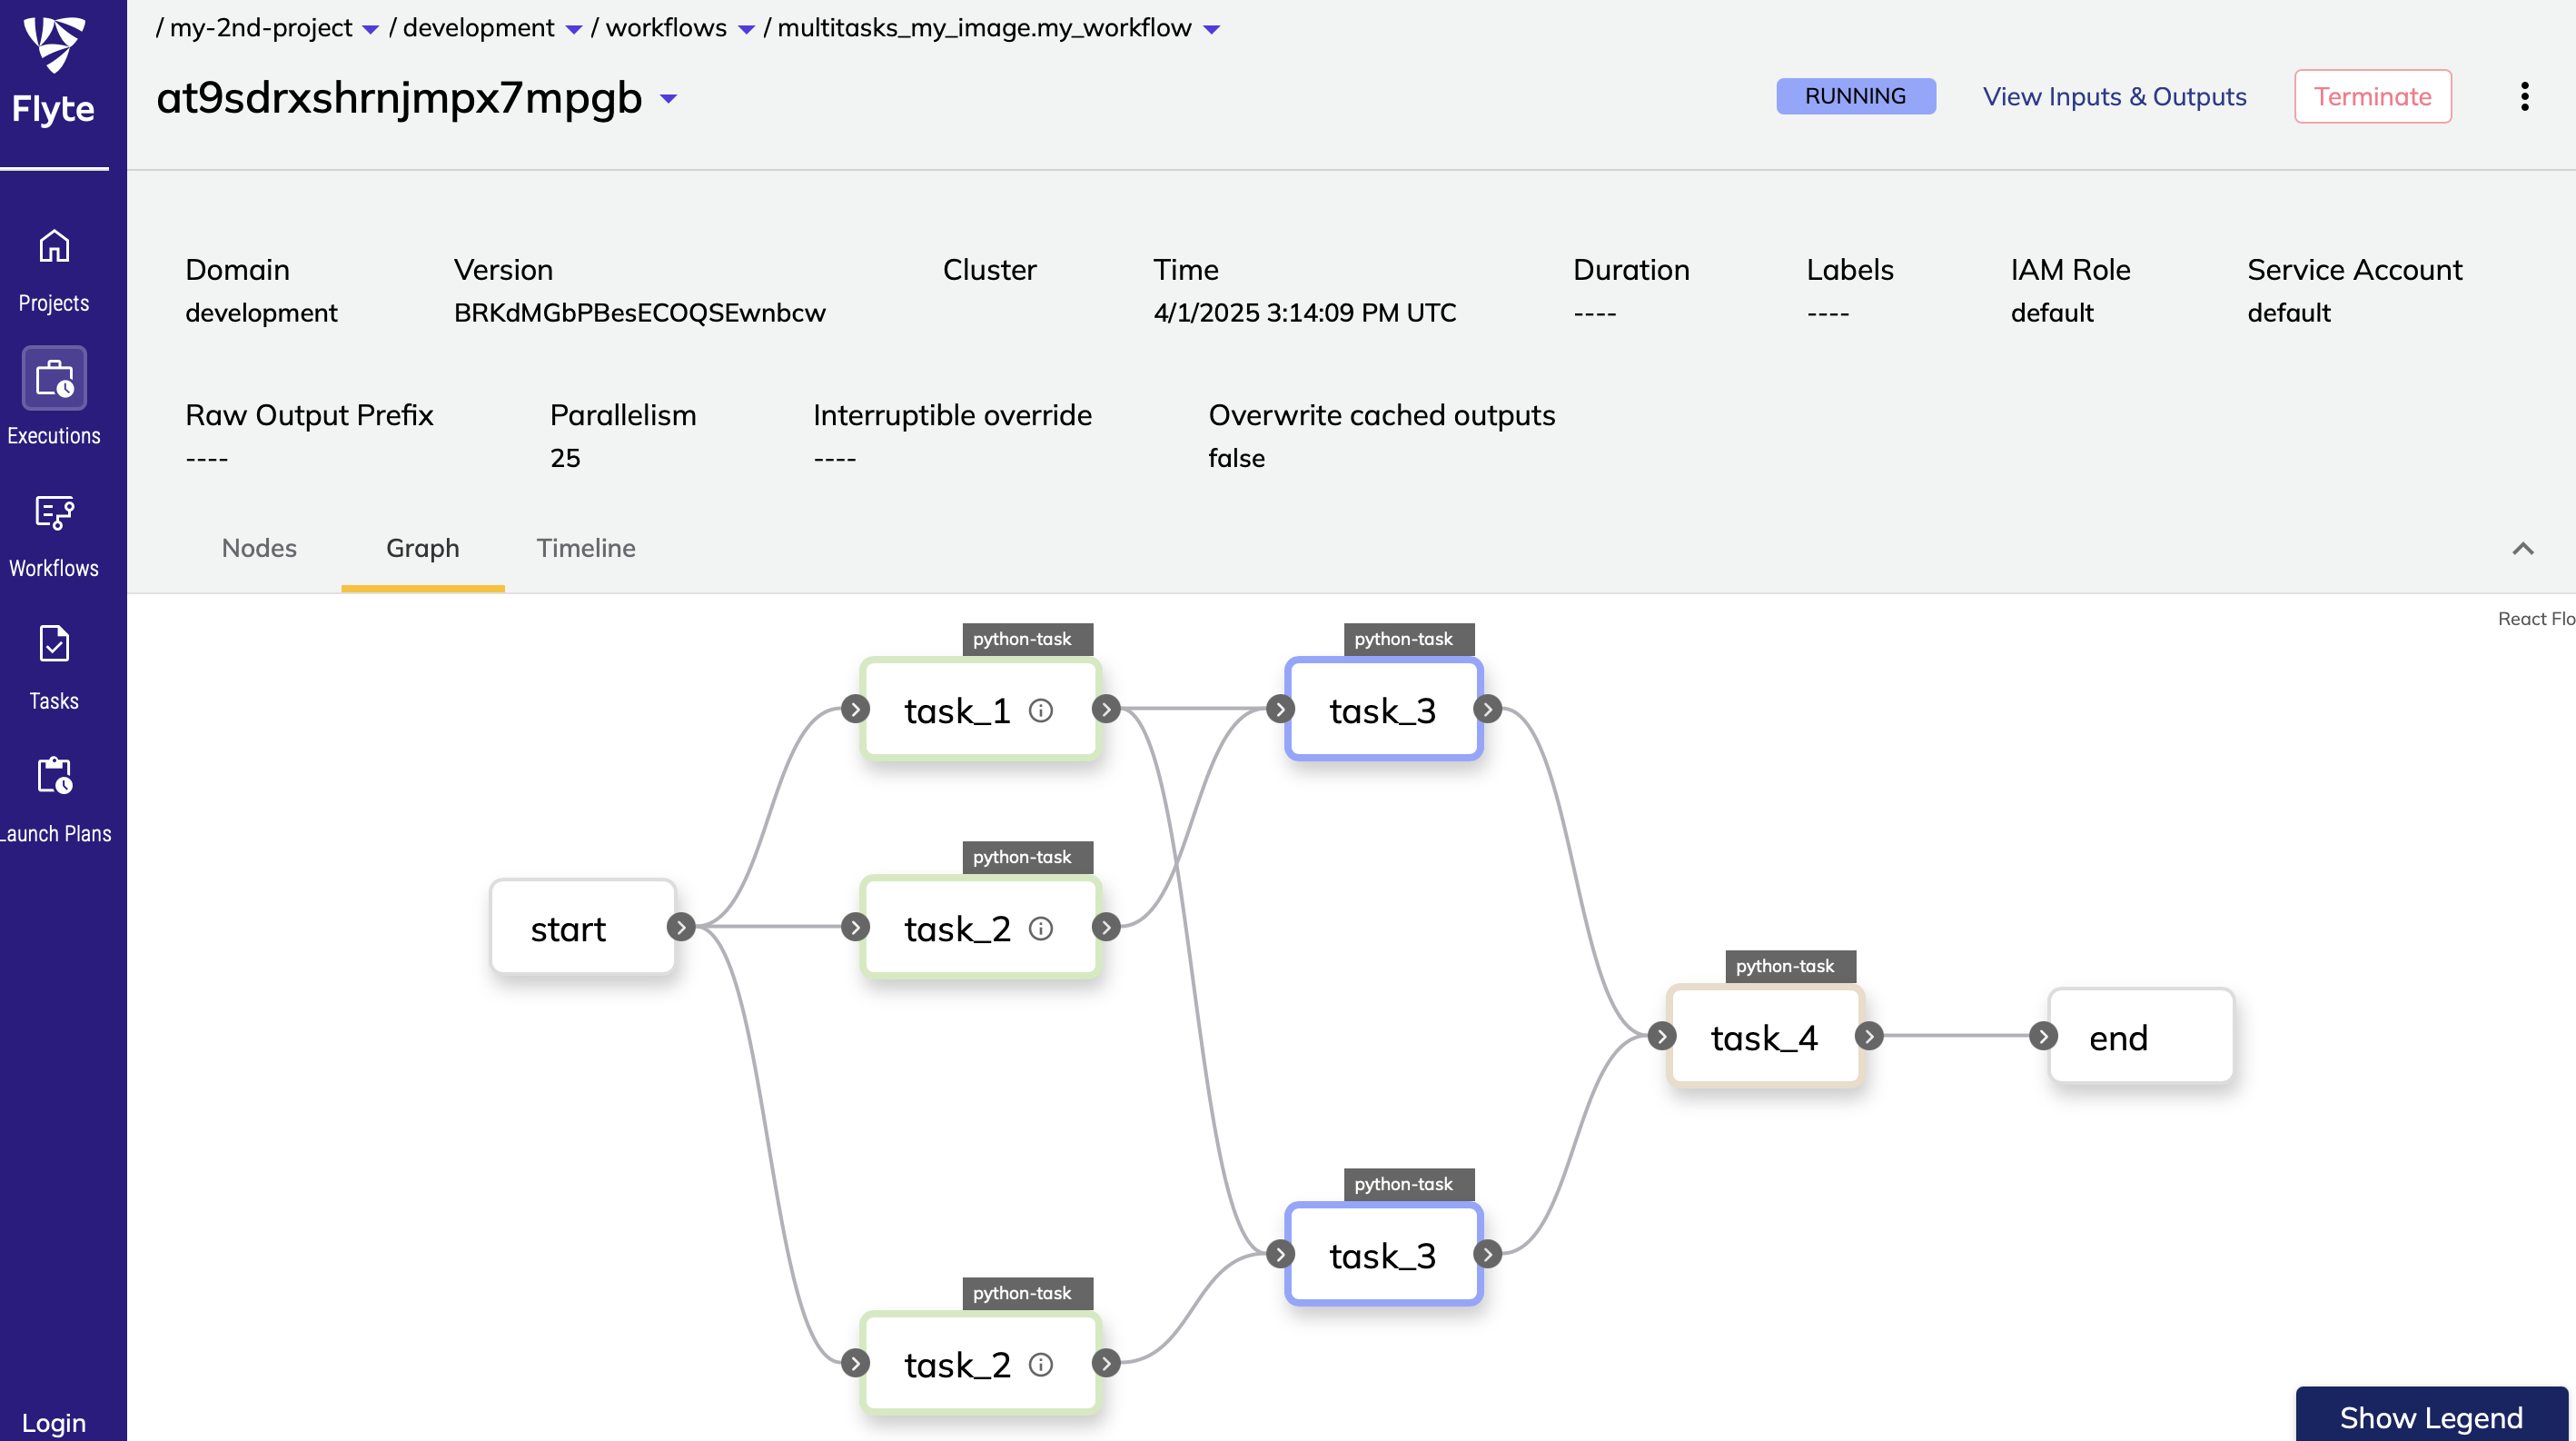 / my-2nd-project / development / workflows / multitasks_my_image.my_workflow
at9sdrxshrnjmpx7mpgb
RUNNING View Inputs & Outputs Terminate
Flyte
Projects
Executions
Workflows
Tasks
Launch Plans
Login
Domain Version Cluster Time Duration Labels IAM Role Service Account
development BRKdMGbPBesECOQSEwnbcw 4/1/2025 3:14:09 PM UTC ---- ---- default default
Raw Output Prefix Parallelism Interruptible override Overwrite cached outputs
---- 25 ---- false
Nodes Graph Timeline
React Flo
python-task python-task
task_1 task_3
python-task
start task_2
python-task
task_4 end
python-task
task_3
python-task
task_2
Show Legend